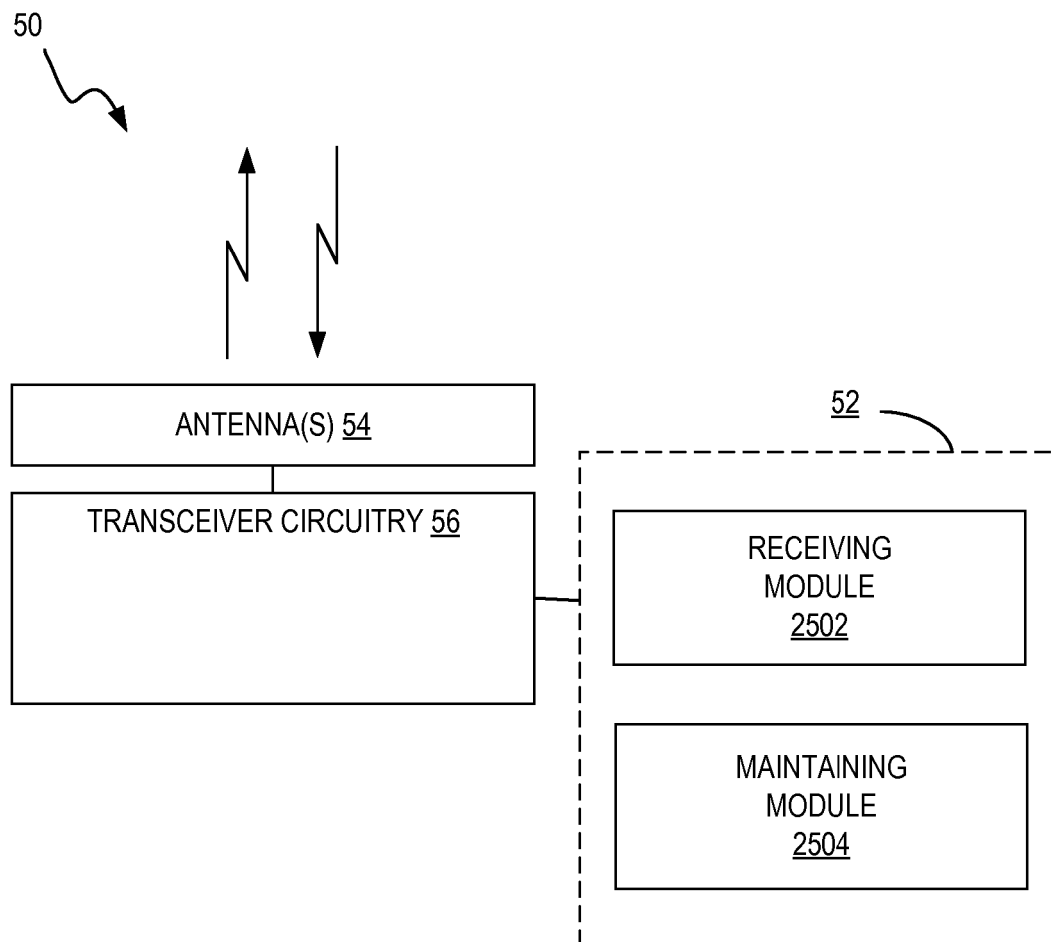 50
ANTENNA(S) 54
52
TRANSCEIVER CIRCUITRY 56
RECEIVING
MODULE
2502
MAINTAINING
MODULE
2504